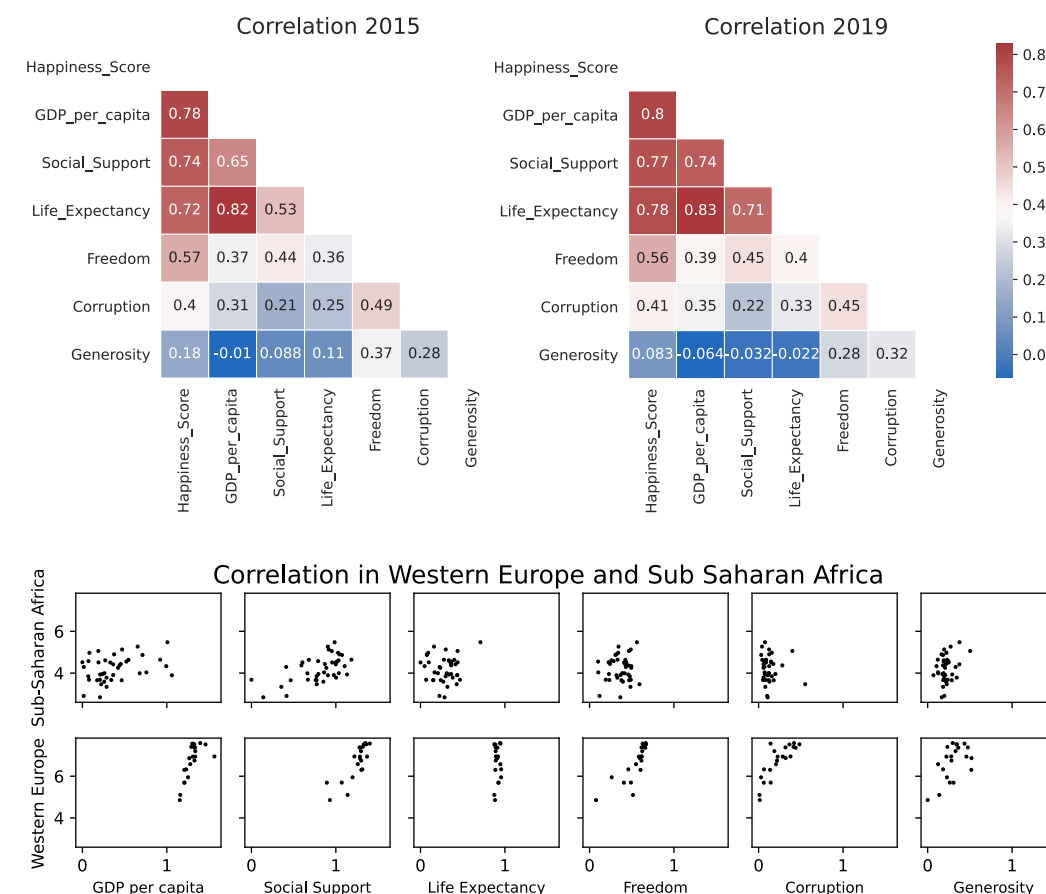 Correlation 2015
Correlation 2019
Happiness_Score
GDP_per_capita 0.78
Social_Support 0.74 0.65
Life_Expectancy 0.72 0.82 0.53
Freedom 0.57 0.37 0.44 0.36
Corruption 0.4 0.31 0.21 0.25 0.49
Generosity 0.18 -0.01 0.088 0.11 0.37 0.28
Happiness_Score
GDP_per_capita
Social_Support
Life_Expectancy
Freedom
Corruption
Generosity
Happiness_Score
GDP_per_capita 0.8
Social_Support 0.77 0.74
Life_Expectancy 0.78 0.83 0.71
Freedom 0.56 0.39 0.45 0.4
Corruption 0.41 0.35 0.22 0.33 0.45
Generosity 0.083 -0.064 -0.032 -0.022 0.28 0.32
Happiness_Score
GDP_per_capita
Social_Support
Life_Expectancy
Freedom
Corruption
Generosity
0.8
0.7
0.6
0.5
0.4
0.3
0.2
0.1
0.0
Correlation in Western Europe and Sub Saharan Africa
Sub-Saharan Africa
6
4
Western Europe
6
4
0 1 0 1 0 1 0 1 0 1 0 1
GDP per capita Social Support Life Expectancy Freedom Corruption Generosity